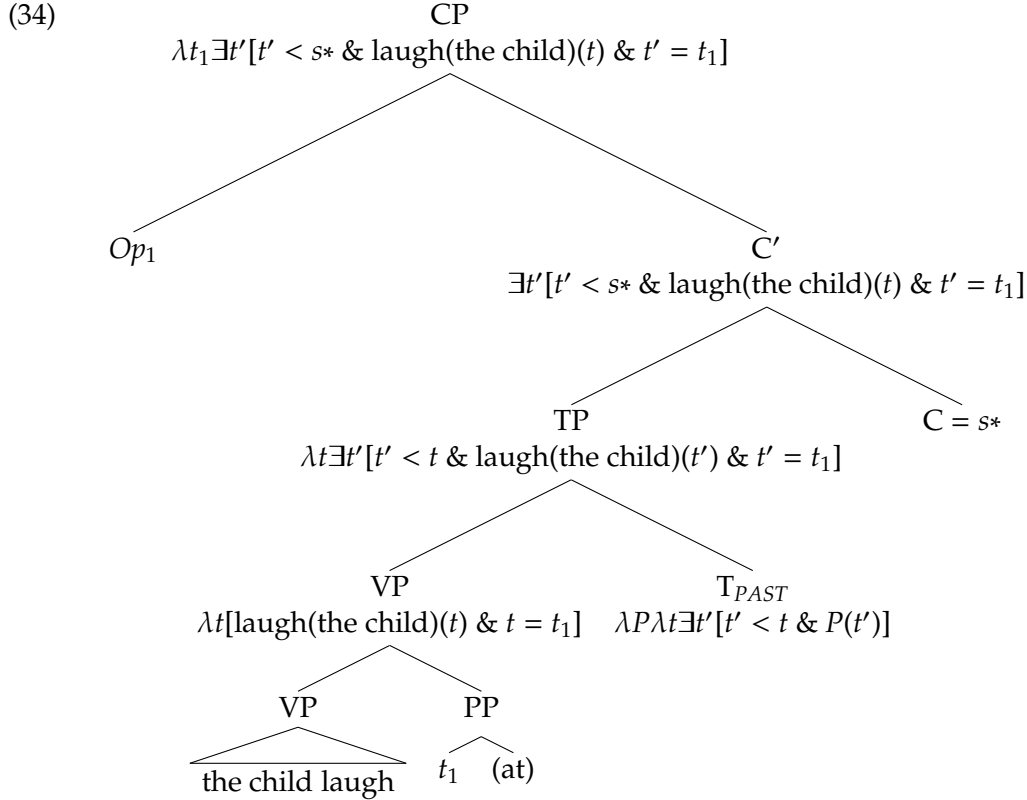 (34)
CP
λt₁∃t′[t′ < s∗ & laugh(the child)(t) & t′ = t₁]
Op₁
C′
∃t′[t′ < s∗ & laugh(the child)(t) & t′ = t₁]
TP
C = s∗
λt∃t′[t′ < t & laugh(the child)(t′) & t′ = t₁]
VP
T_PAST
λt[laugh(the child)(t) & t = t₁]
λPλt∃t′[t′ < t & P(t′)]
VP
PP
the child laugh
t₁
(at)